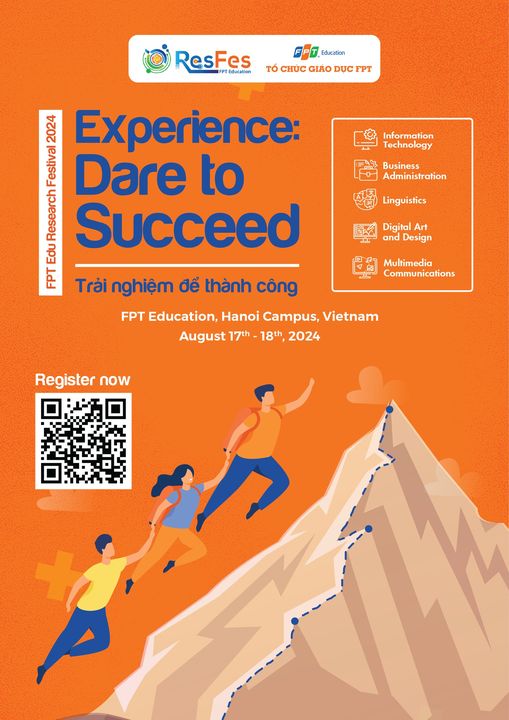 ResFes
FPT Education
FPT Education
TỔ CHỨC GIÁO DỤC FPT
FPT Edu Research Festival 2024
Experience:
Dare to
Succeed
Trải nghiệm để thành công
Information
Technology
Business
Administration
Linguistics
Digital Art
and Design
Multimedia
Communications
FPT Education, Hanoi Campus, Vietnam
August 17th - 18th, 2024
Register now